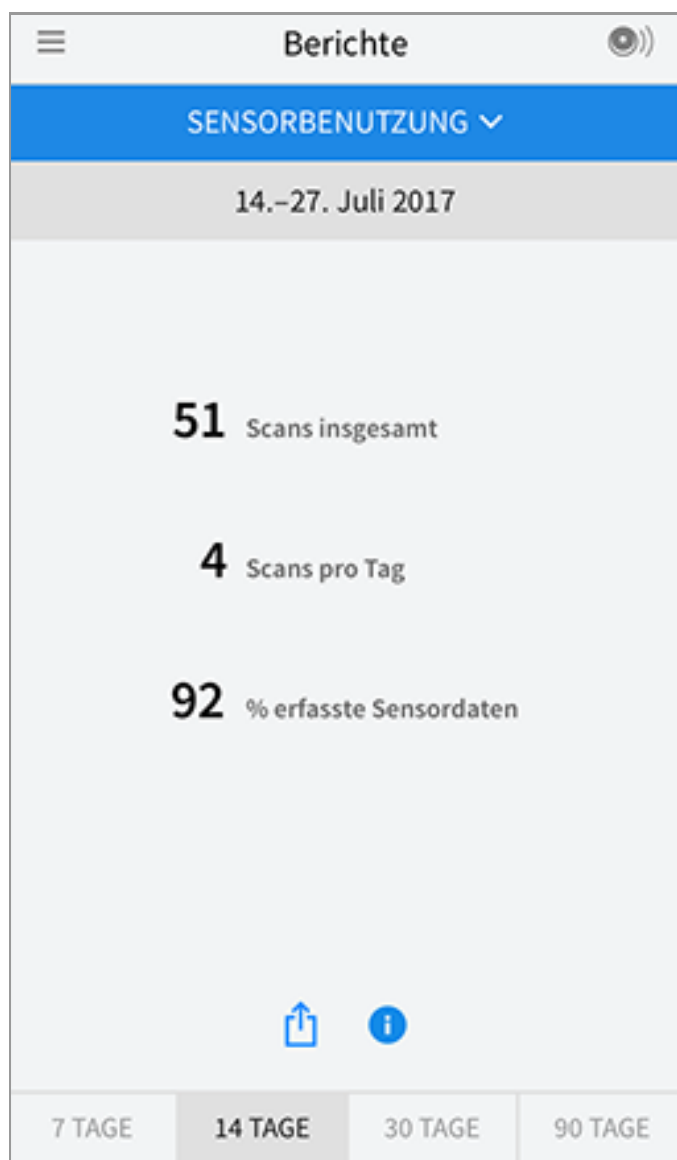 Berichte
SENSORBENUTZUNG
14.–27. Juli 2017
51 Scans insgesamt
4 Scans pro Tag
92 % erfasste Sensordaten
7 TAGE 14 TAGE 30 TAGE 90 TAGE